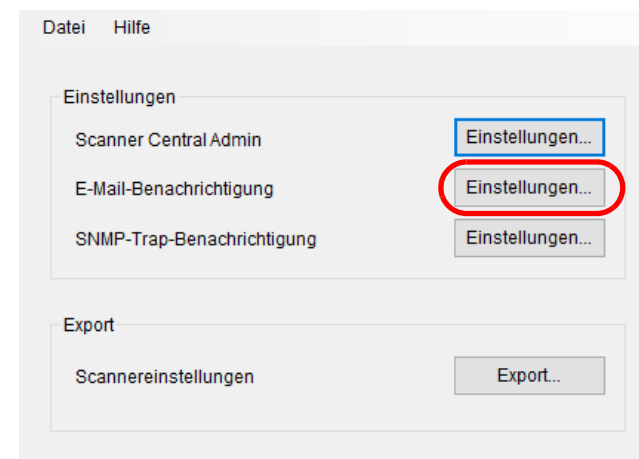 Datei Hilfe
Einstellungen
Scanner Central Admin Einstellungen...
E-Mail-Benachrichtigung Einstellungen...
SNMP-Trap-Benachrichtigung Einstellungen...
Export
Scannereinstellungen Export...